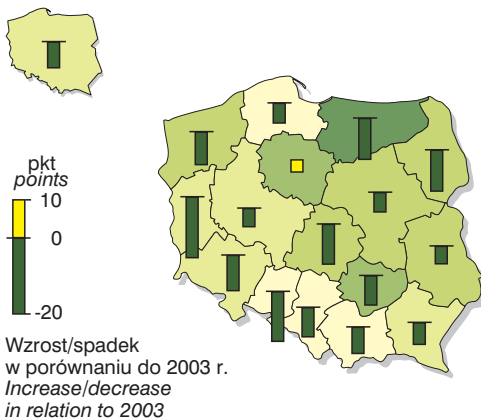 pkt
points
10
0
-20
Wzrost/spadek
w porównaniu do 2003 r.
Increase/decrease
in relation to 2003